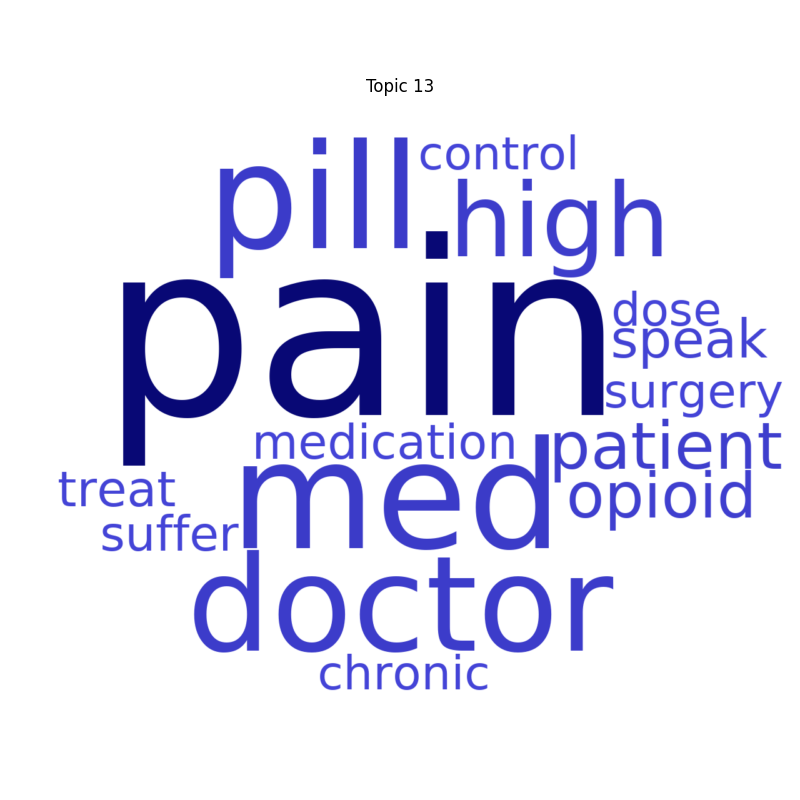 Topic 13
control
pill
high
pain
dose
speak
surgery
medication
patient
med
treat
opioid
suffer
doctor
chronic